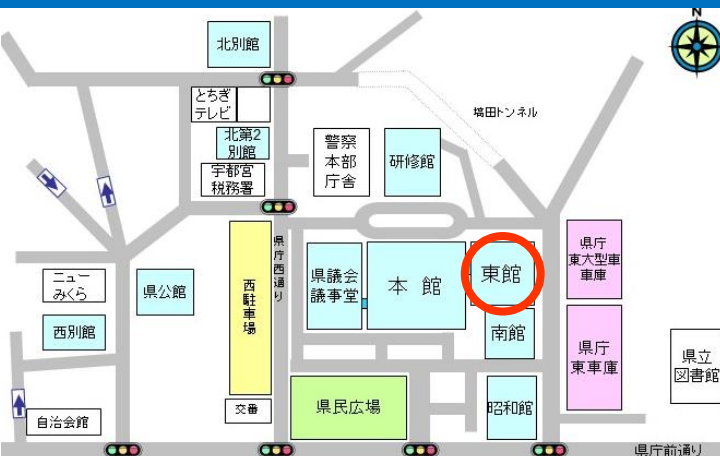 N
北別館
とちぎ
テレビ
塙田トンネル
北第2
別館
警察
本部
庁舎
研修館
宇都宮
税務署
県庁西通り
県庁
東大型車
車庫
ニュー
みくら
県公館
西駐車場
県議会
議事堂
本 館
東館
西別館
南館
県庁
東車庫
県立
図書館
自治会館
交番
県民広場
昭和館
県庁前通り